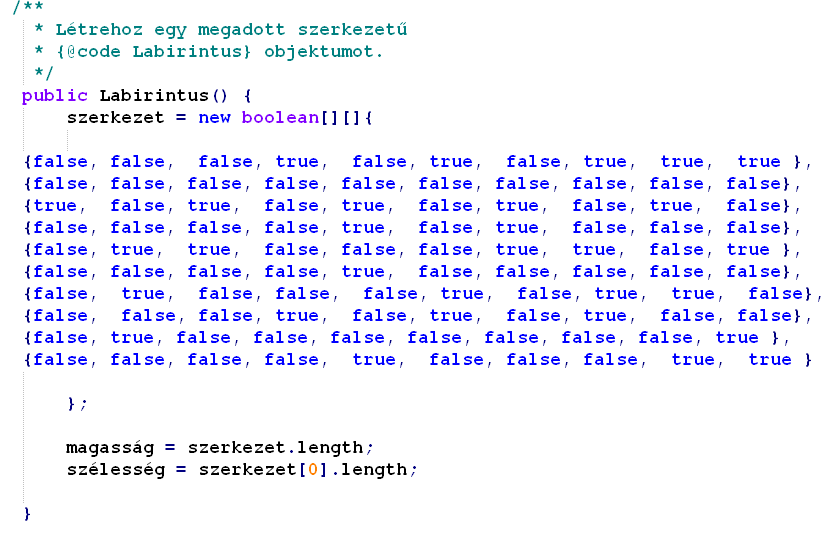 /**
 * Létrehoz egy megadott szerkezetű
 * {@code Labirintus} objektumot.
 */
public Labirintus() {
szerkezet = new boolean[][]{
{false, false,  false, true,  false, true,  false, true,  true,  true },
{false, false, false, false, false, false, false, false, false, false},
{true,  false, true,  false, true,  false, true,  false, true,  false},
{false, false, false, false, true,  false, true,  false, false, false},
{false, true,  true,  false, false, false, true,  true,  false, true },
{false, false, false, false, true,  false, false, false, false, false},
{false,  true,  false, false,  false, true,  false, true,  true,  false},
{false,  false, false, true,  false, true,  false, true,  false, false},
{false, true, false, false, false, false, false, false, false, true },
{false, false, false, false,  true,  false, false, false,  true,  true }
};
magasság = szerkezet.length;
szélesség = szerkezet[0].length;
}